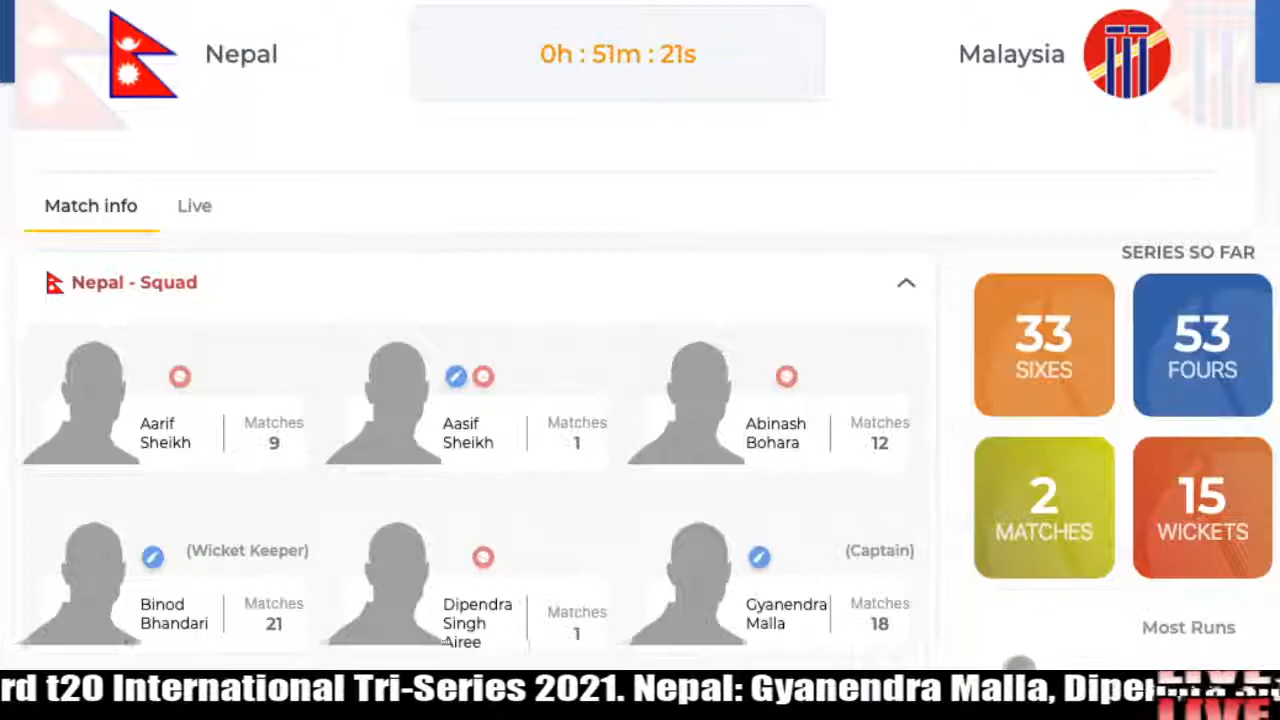 Nepal
0h : 51m : 21s
Malaysia
Match info
Live
SERIES SO FAR
Nepal - Squad
33
SIXES
53
FOURS
Aarif
Sheikh
Matches
9
Aasif
Sheikh
Matches
1
Abinash
Bohara
Matches
12
2
MATCHES
15
WICKETS
(Wicket Keeper)
Binod
Bhandari
Matches
21
Dipendra
Singh
Airee
Matches
1
(Captain)
Gyanendra
Malla
Matches
18
Most Runs
rd t20 International Tri-Series 2021. Nepal: Gyanendra Malla,
LIVE